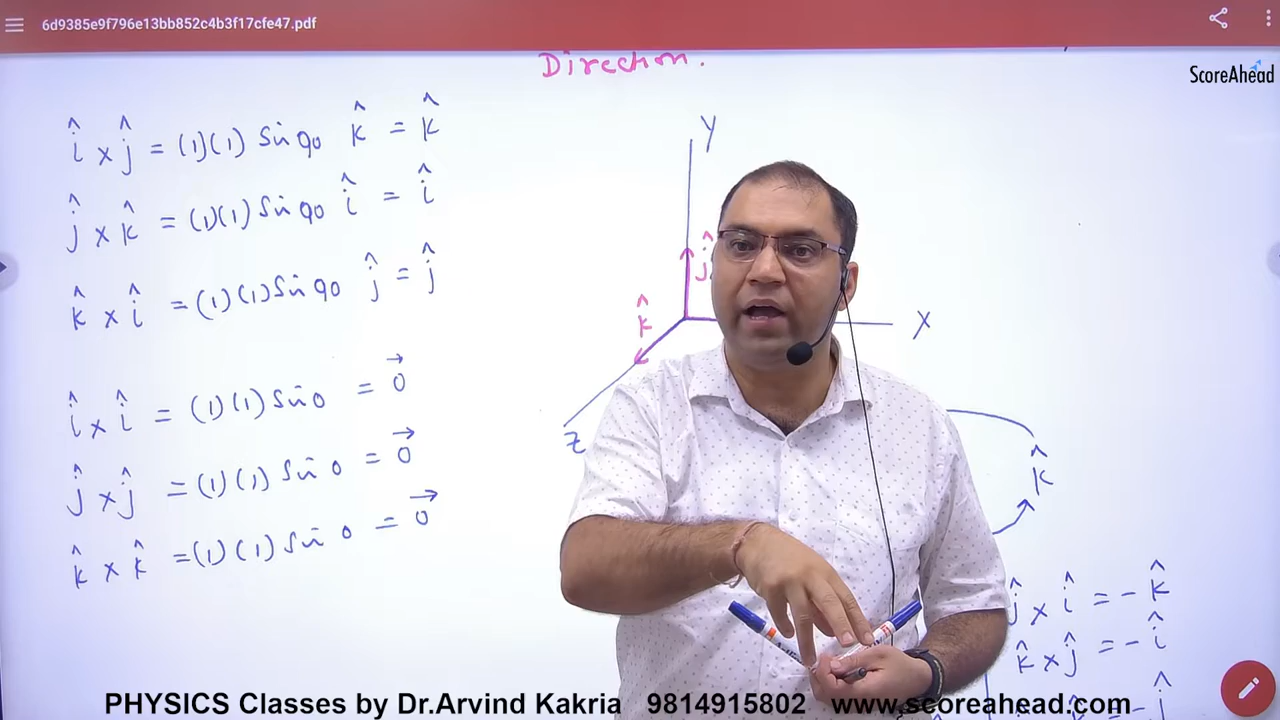 6d9385e9f796e13bb852c4b3f17cfe47.pdf
ScoreAhead
Direction.
î × ĵ = (1)(1) Sin 90 k̂ = k̂
ĵ × k̂ = (1)(1) Sin 90 î = î
k̂ × î = (1)(1) Sin 90 ĵ = ĵ
î × î = (1)(1) Sin 0 = 0⃗
ĵ × ĵ = (1)(1) Sin 0 = 0⃗
k̂ × k̂ = (1)(1) Sin 0 = 0⃗
Y
ĵ
k̂
X
Z
k̂
ĵ × î = - k̂
k̂ × ĵ = - î
= - ĵ
PHYSICS Classes by Dr.Arvind Kakria 9814915802 www.scoreahead.com